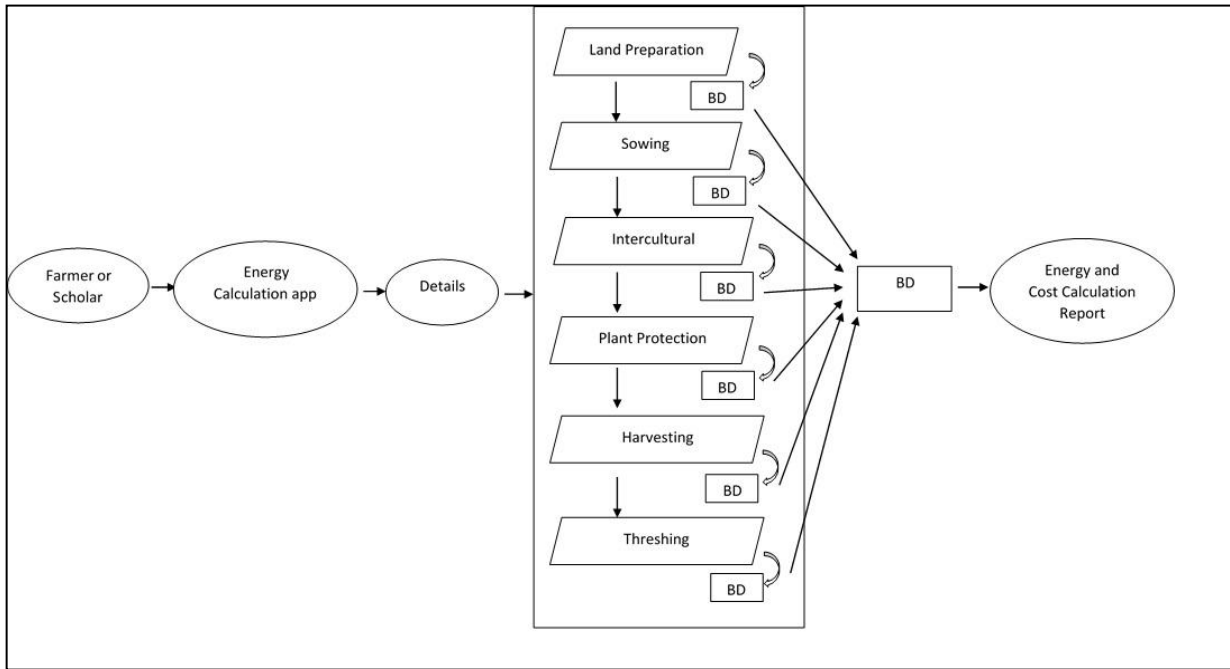 Farmer or
Scholar
Energy
Calculation app
Details
Land Preparation
BD
Sowing
BD
Intercultural
BD
Plant Protection
BD
Harvesting
BD
Threshing
BD
BD
Energy and
Cost Calculation
Report